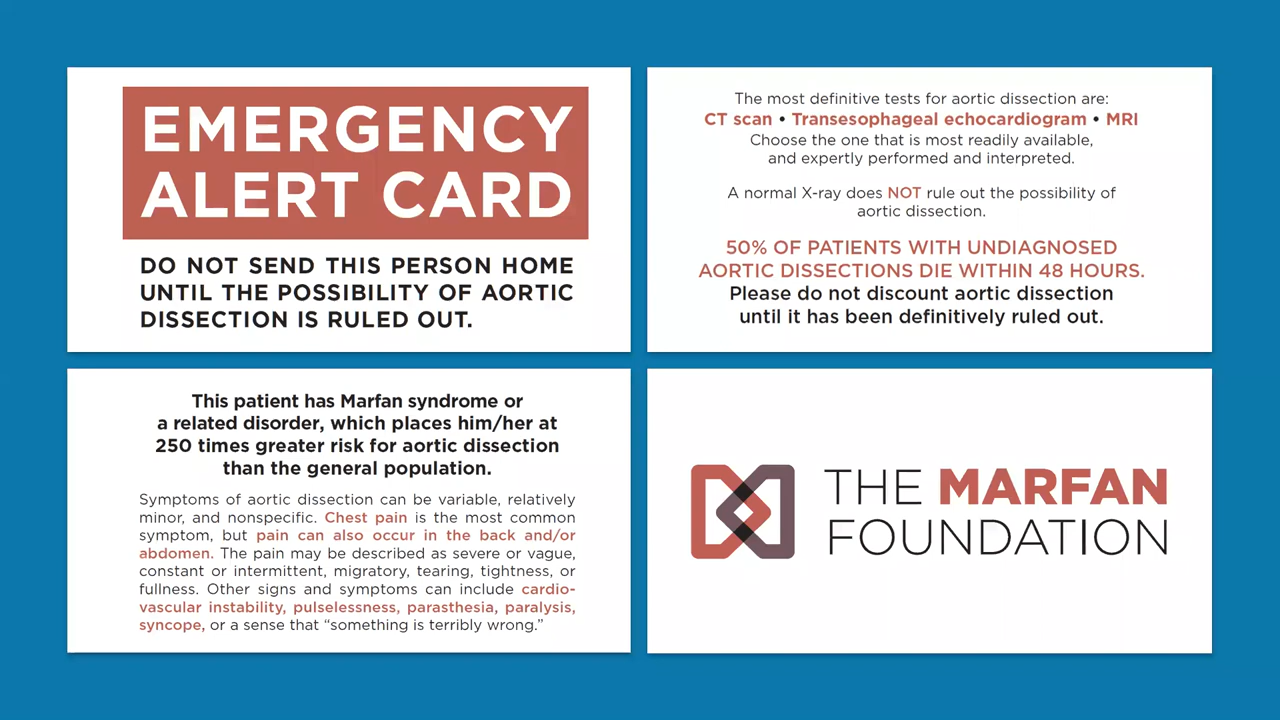 EMERGENCY
ALERT CARD
DO NOT SEND THIS PERSON HOME
UNTIL THE POSSIBILITY OF AORTIC
DISSECTION IS RULED OUT.
The most definitive tests for aortic dissection are:
CT scan • Transesophageal echocardiogram • MRI
Choose the one that is most readily available,
and expertly performed and interpreted.
A normal X-ray does NOT rule out the possibility of
aortic dissection.
50% OF PATIENTS WITH UNDIAGNOSED
AORTIC DISSECTIONS DIE WITHIN 48 HOURS.
Please do not discount aortic dissection
until it has been definitively ruled out.
This patient has Marfan syndrome or
a related disorder, which places him/her at
250 times greater risk for aortic dissection
than the general population.
Symptoms of aortic dissection can be variable, relatively
minor, and nonspecific. Chest pain is the most common
symptom, but pain can also occur in the back and/or
abdomen. The pain may be described as severe or vague,
constant or intermittent, migratory, tearing, tightness, or
fullness. Other signs and symptoms can include cardio-
vascular instability, pulselessness, parasthesia, paralysis,
syncope, or a sense that “something is terribly wrong.”
THE MARFAN
FOUNDATION